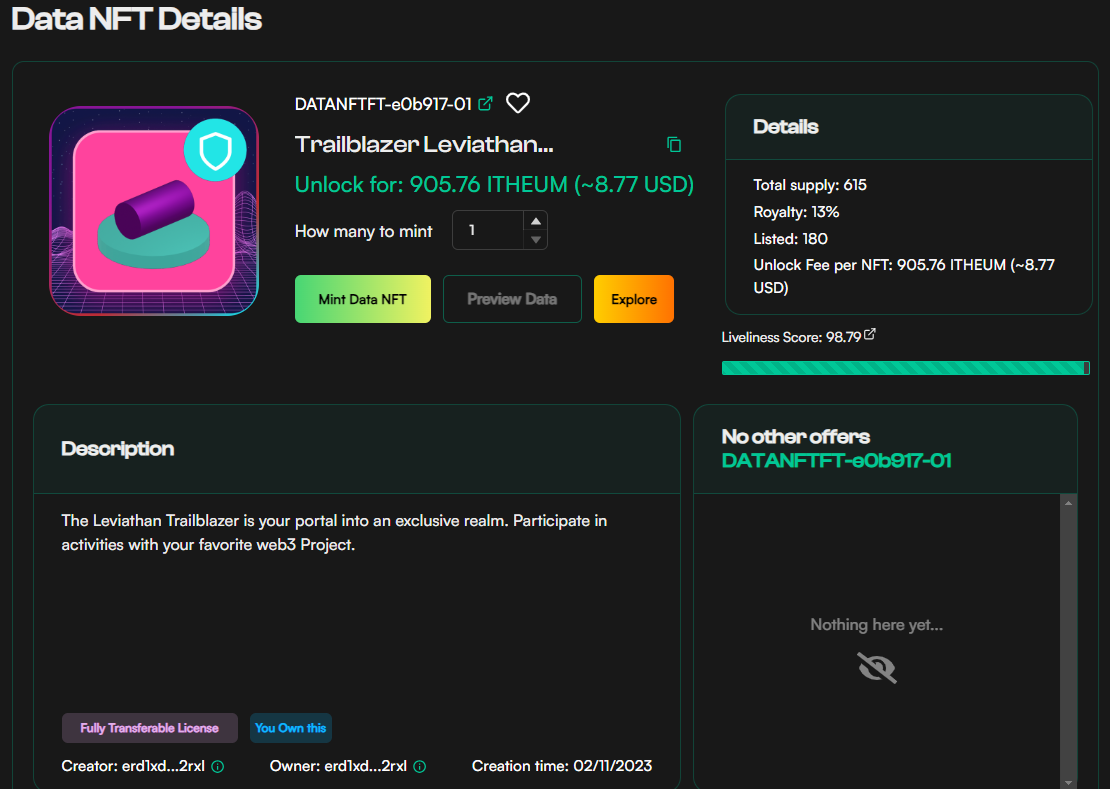 Data NFT Details
DATANFTFT-e0b917-01
Trailblazer Leviathan...
Unlock for: 905.76 ITHEUM (~8.77 USD)
How many to mint
1
Mint Data NFT
Preview Data
Explore
Details
Total supply: 615
Royalty: 13%
Listed: 180
Unlock Fee per NFT: 905.76 ITHEUM (~8.77
USD)
Liveliness Score: 98.79
Description
The Leviathan Trailblazer is your portal into an exclusive realm. Participate in
activities with your favorite web3 Project.
Fully Transferable License
You Own this
Creator: erd1xd...2rxl
Owner: erd1xd...2rxl
Creation time: 02/11/2023
No other offers
DATANFTFT-e0b917-01
Nothing here yet...